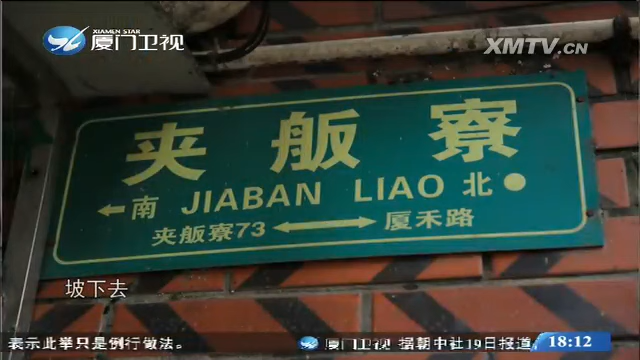 XIAMEN STAR
厦门卫视
XMTV.CN
夹舨寮
南 JIABAN LIAO 北
夹舨寮73 厦禾路
坡下去
表示此举只是例行做法。 厦门卫视 据朝中社19日报道 18:12